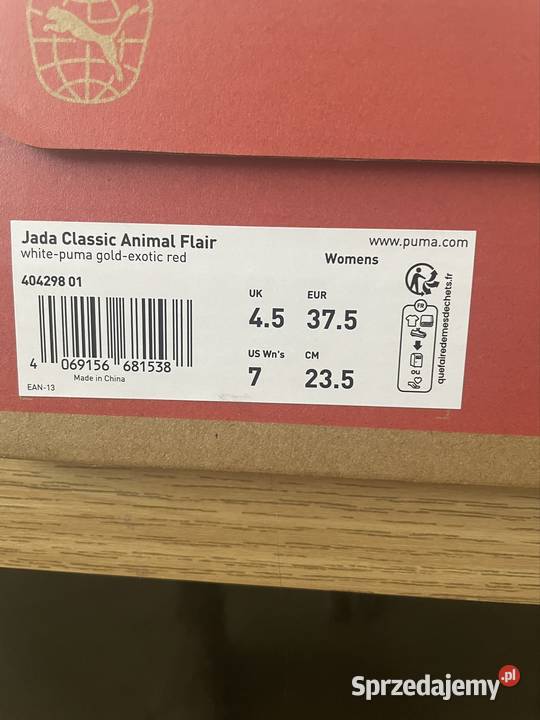 Jada Classic Animal Flair
white-puma gold-exotic red
www.puma.com
Womens
404298 01
UK EUR
4.5 37.5
US Wn's CM
7 23.5
4 069156 681538
Made in China
EAN-13
FR
quefairedemesdechets.fr
Sprzedajemy.pl